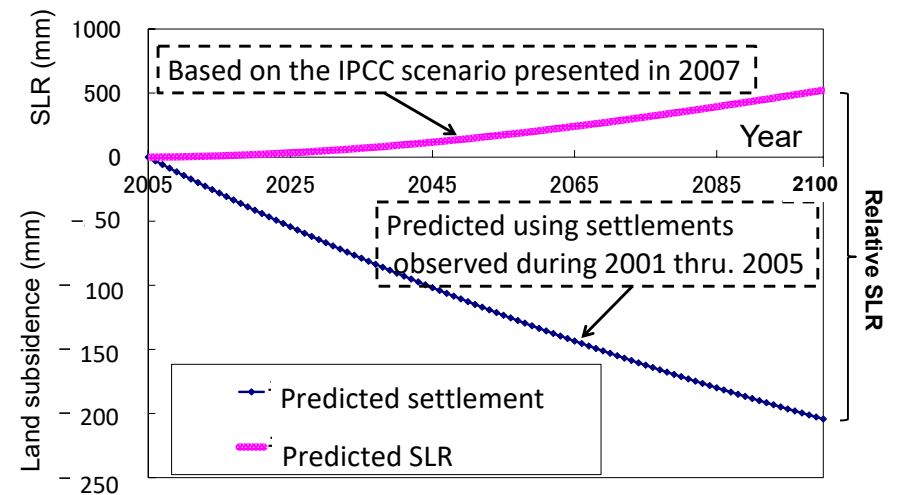 SLR (mm)
1000
500
0
Based on the IPCC scenario presented in 2007
Year
2005
2025
2045
2065
2085
2100
Land subsidence (mm)
– 50
– 100
– 150
– 200
– 250
Predicted using settlements
observed during 2001 thru. 2005
Relative SLR
Predicted settlement
Predicted SLR